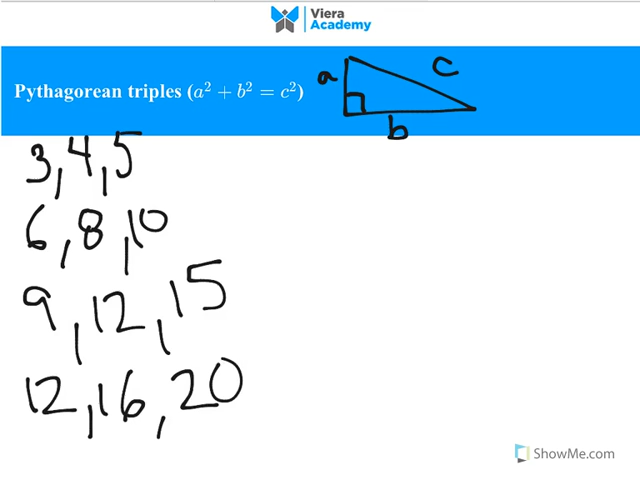 Viera
Academy
Pythagorean triples (a² + b² = c²)
a
c
b
3, 4, 5
6, 8, 10
9, 12, 15
12, 16, 20
ShowMe.com